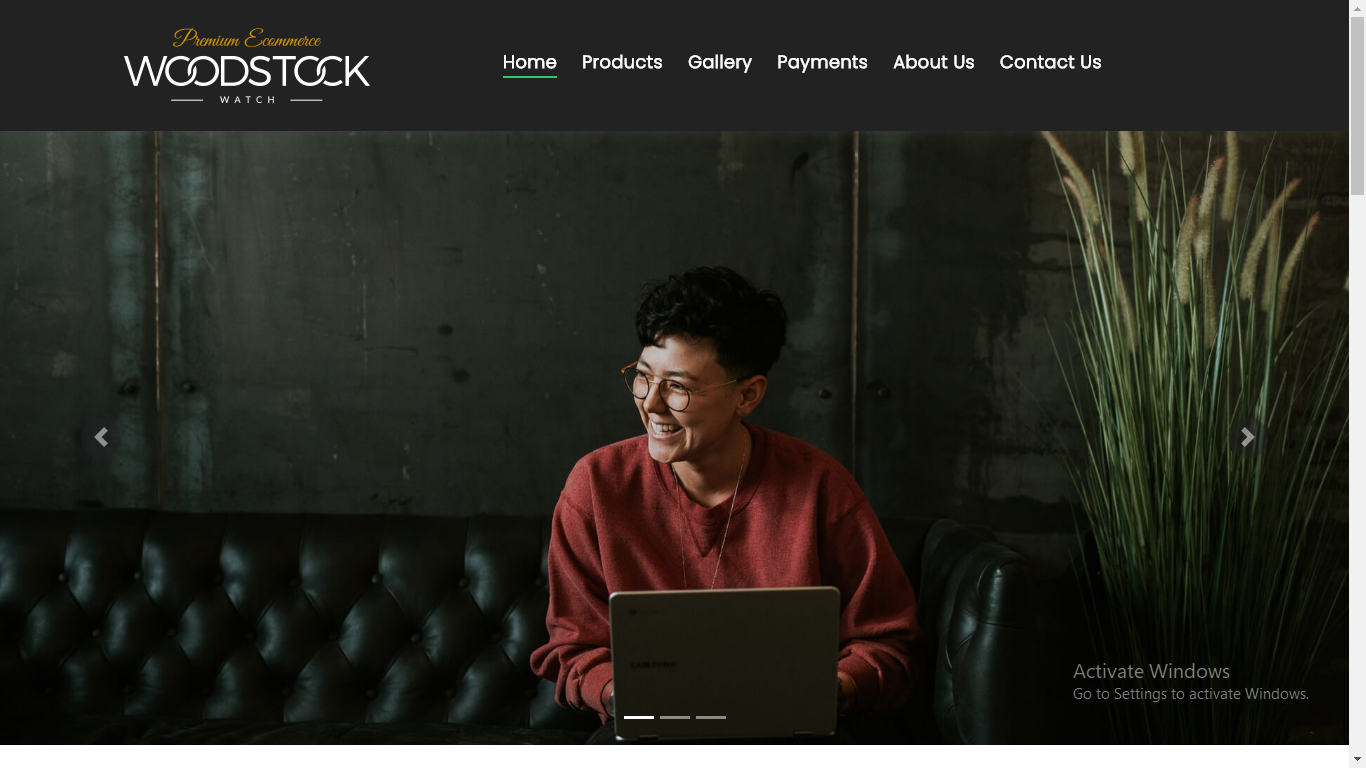 Premium Ecommerce
WOODSTOCK
WATCH
Home Products Gallery Payments About Us Contact Us
Activate Windows
Go to Settings to activate Windows.